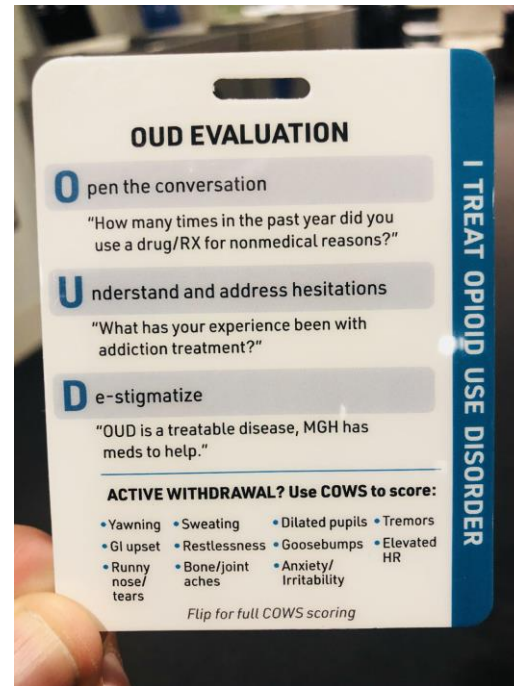 OUD EVALUATION
Open the conversation
“How many times in the past year did you
use a drug/RX for nonmedical reasons?”
Understand and address hesitations
“What has your experience been with
addiction treatment?”
De-stigmatize
“OUD is a treatable disease, MGH has
meds to help.”
ACTIVE WITHDRAWAL? Use COWS to score:
• Yawning • Sweating • Dilated pupils • Tremors
• GI upset • Restlessness • Goosebumps • Elevated
HR
• Runny
nose/
tears
• Bone/joint
aches
• Anxiety/
Irritability
Flip for full COWS scoring
I TREAT OPIOID USE DISORDER